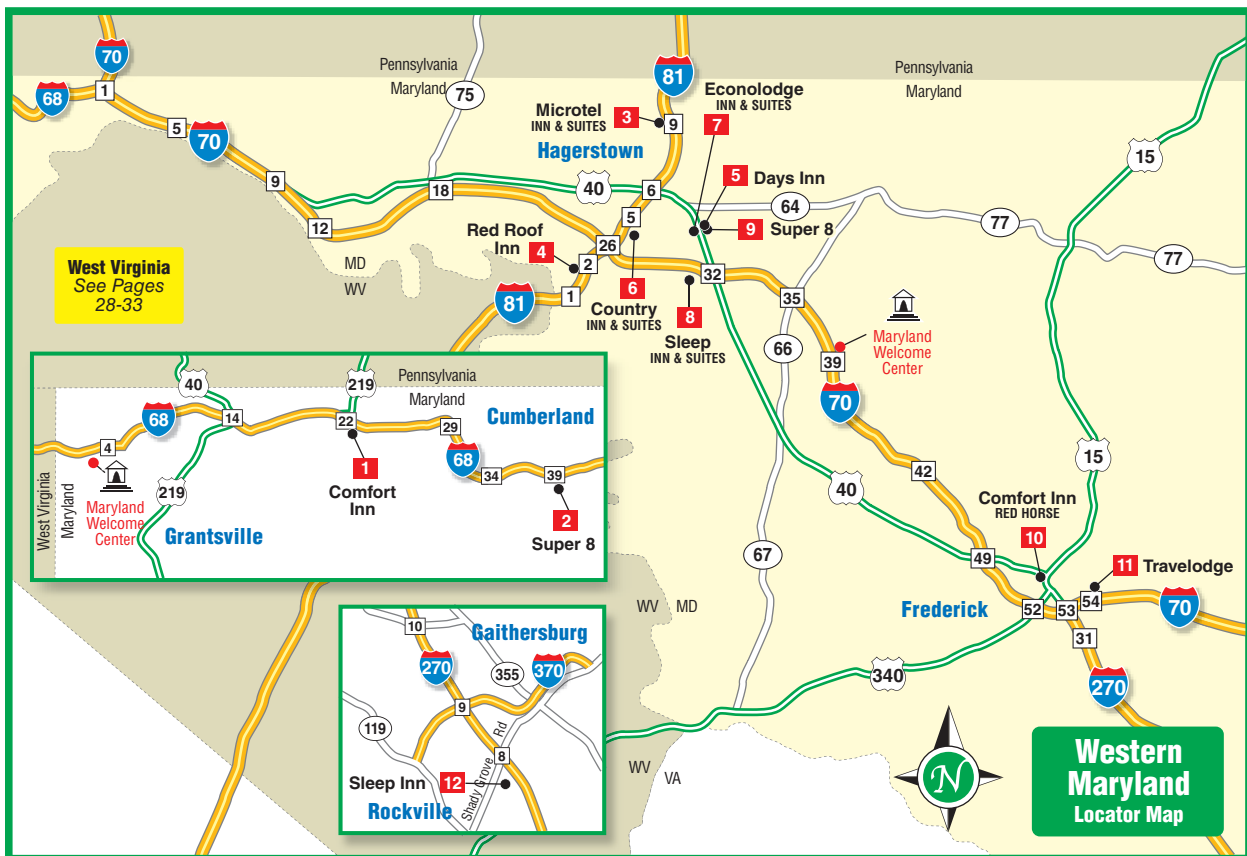 70
68
1
5
70
9
12
18
Pennsylvania
Maryland
75
81
Microtel
INN & SUITES
3
9
Hagerstown
Econolodge
INN & SUITES
7
Pennsylvania
Maryland
15
40
6
5
5
Days Inn
9
Super 8
64
77
77
Red Roof
Inn
4
26
2
1
81
6
Country
INN & SUITES
32
8
Sleep
INN & SUITES
35
66
39
Maryland
Welcome
Center
70
MD
WV
West Virginia
See Pages
28-33
40
219
Pennsylvania
Maryland
Cumberland
68
14
22
29
4
68
34
39
1
Comfort
Inn
2
Super 8
219
West Virginia
Maryland
Maryland
Welcome
Center
Grantsville
42
15
40
Comfort Inn
RED HORSE
10
49
11
Travelodge
67
WV
MD
Frederick
52
53
54
70
31
340
270
10
Gaithersburg
270
370
355
9
119
8
Shady Grove Rd
Sleep Inn
12
Rockville
WV
VA
N
Western
Maryland
Locator Map